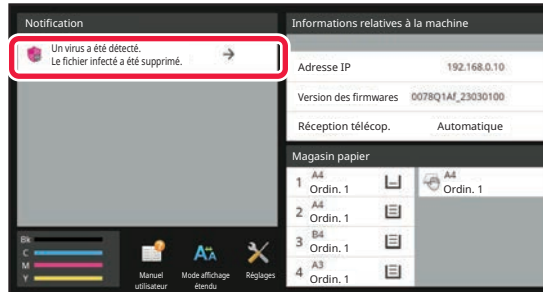 Notification
Un virus a été détecté.
Le fichier infecté a été supprimé.
Informations relatives à la machine
Adresse IP 192.168.0.10
Version des firmwares 0078Q1Af_23030100
Réception télécop. Automatique
Magasin papier
1 A4
Ordin. 1
A4
Ordin. 1
2 A4
Ordin. 1
3 B4
Ordin. 1
4 A3
Ordin. 1
Bk
C
M
Y
Manuel
utilisateur
Mode affichage
étendu
Réglages